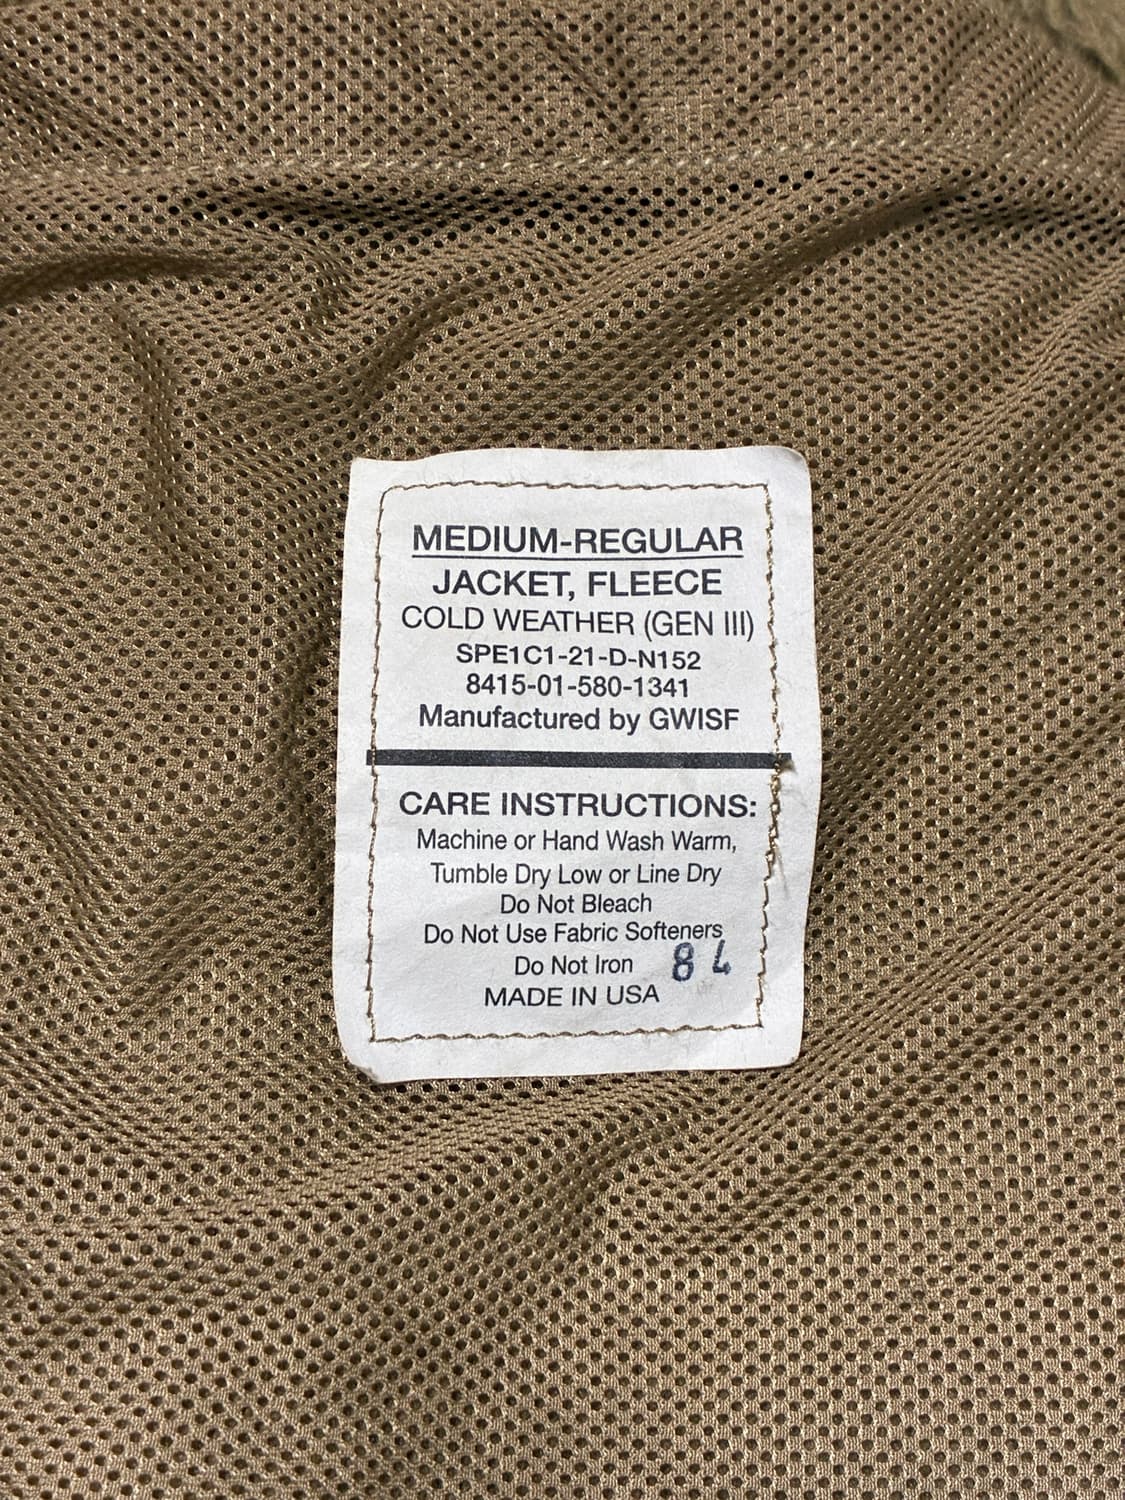 MEDIUM-REGULAR
JACKET, FLEECE
COLD WEATHER (GEN III)
SPE1C1-21-D-N152
8415-01-580-1341
Manufactured by GWISF
CARE INSTRUCTIONS:
Machine or Hand Wash Warm,
Tumble Dry Low or Line Dry
Do Not Bleach
Do Not Use Fabric Softeners
Do Not Iron 8
MADE IN USA